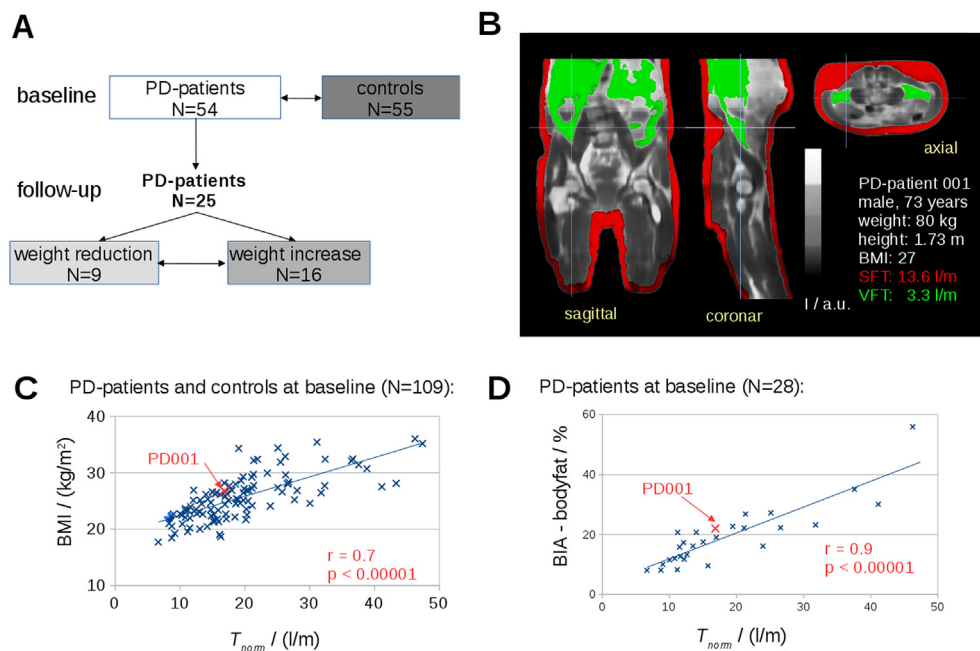 A
baseline
PD-patients
N=54
controls
N=55
follow-up
PD-patients
N=25
weight reduction
N=9
weight increase
N=16
B
axial
PD-patient 001
male, 73 years
weight: 80 kg
height: 1.73 m
BMI: 27
SFT: 13.6 l/m
VFT: 3.3 l/m
sagittal
coronar
I / a.u.
C
PD-patients and controls at baseline (N=109):
BMI / (kg/m²)
40
30
20
10
PD001
r = 0.7
p < 0.00001
0 10 20 30 40 50
Tnorm / (l/m)
D
PD-patients at baseline (N=28):
BIA - bodyfat / %
60
40
20
0
PD001
r = 0.9
p < 0.00001
0 10 20 30 40 50
Tnorm / (l/m)